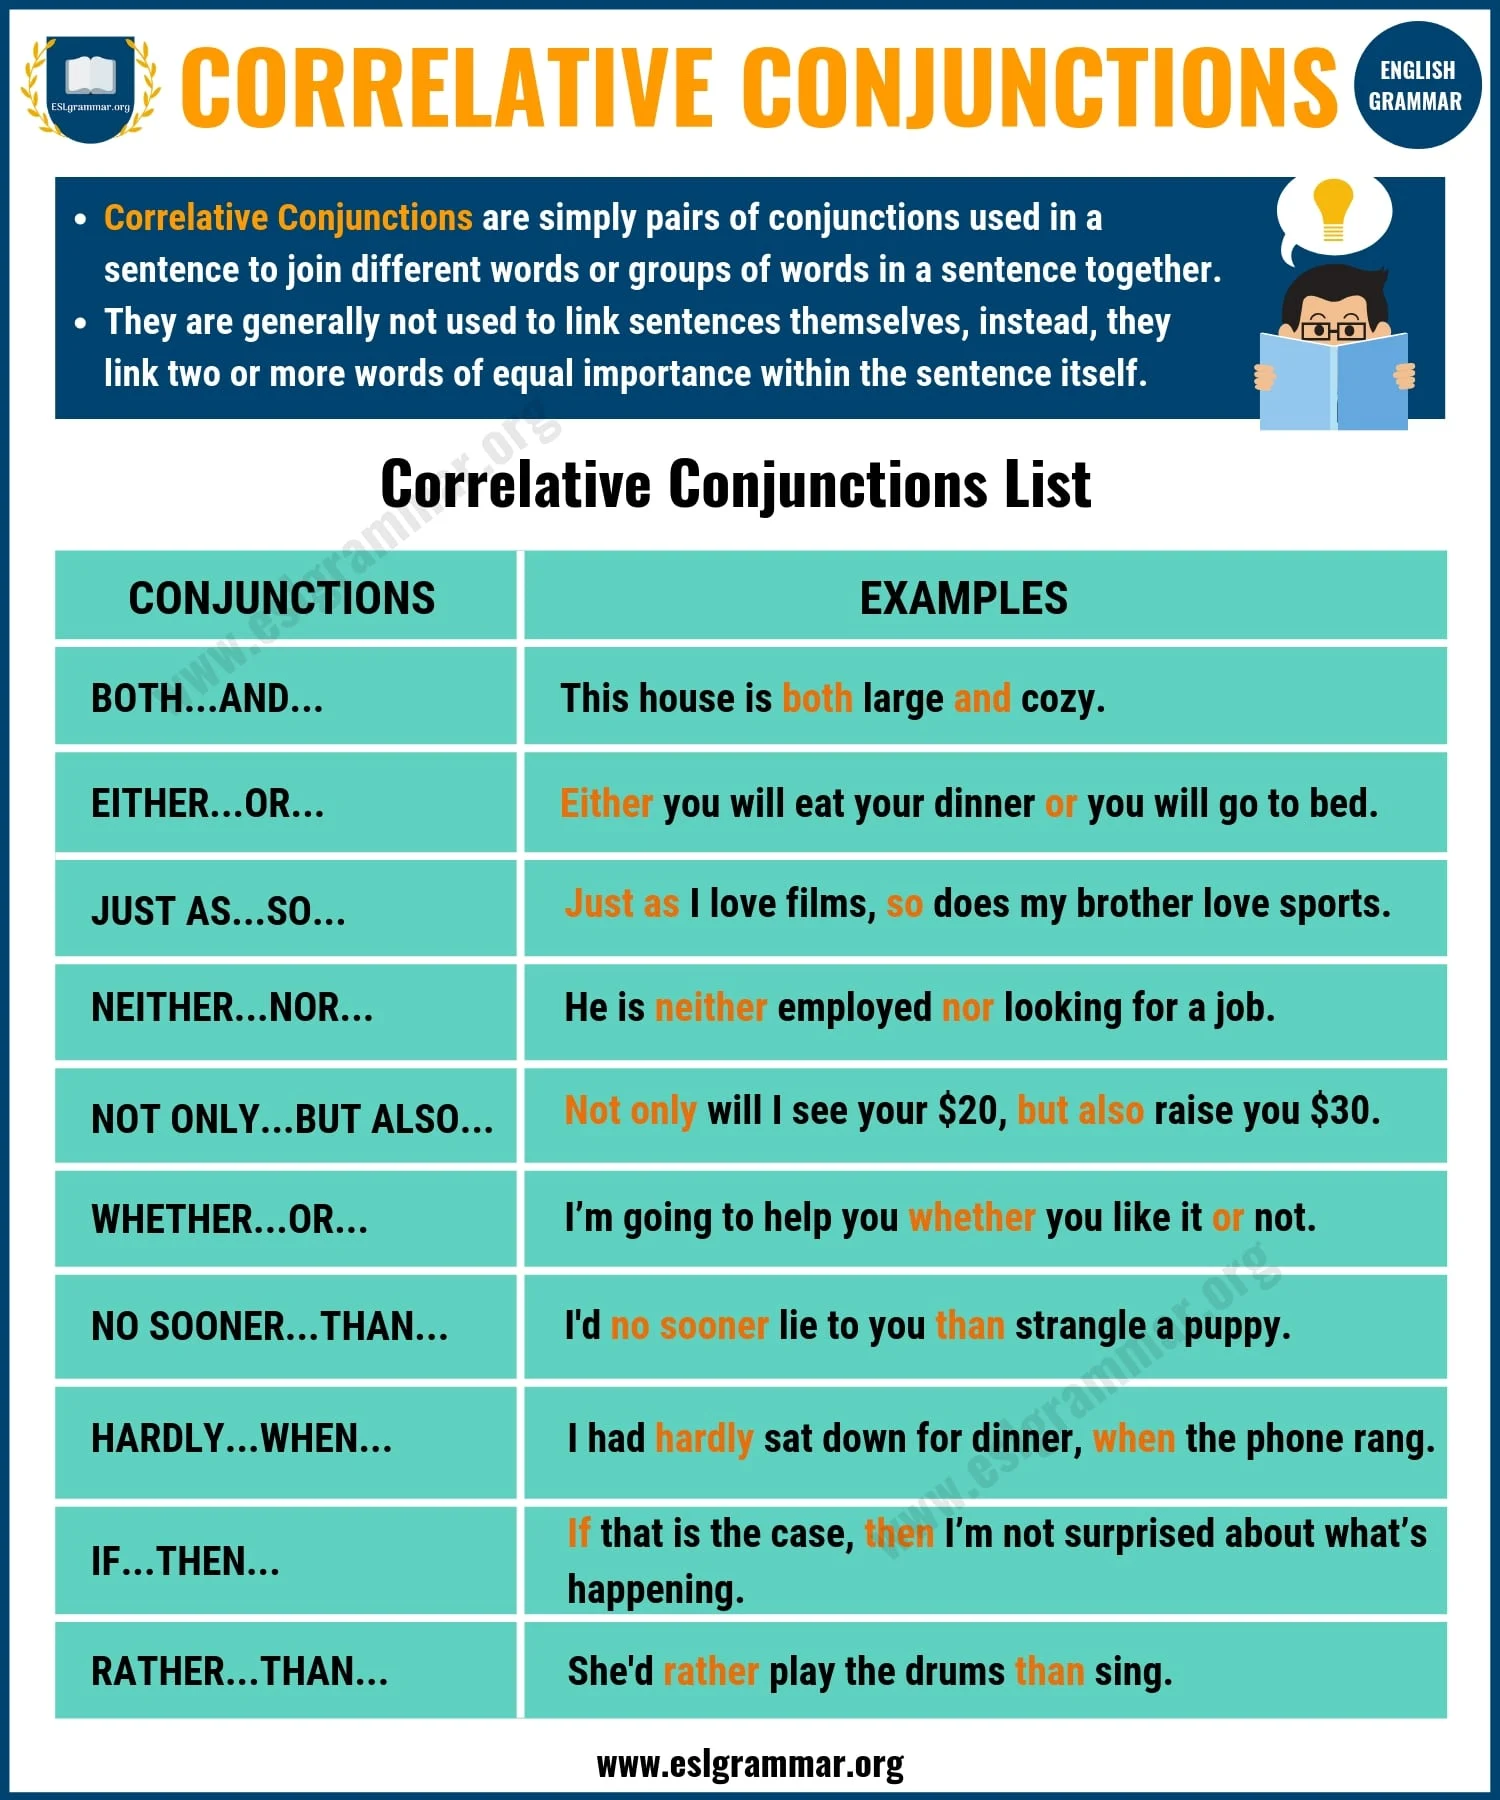 ESLgrammar.org
CORRELATIVE CONJUNCTIONS
ENGLISH
GRAMMAR
• Correlative Conjunctions are simply pairs of conjunctions used in a
sentence to join different words or groups of words in a sentence together.
• They are generally not used to link sentences themselves, instead, they
link two or more words of equal importance within the sentence itself.
Correlative Conjunctions List
www.eslgrammar.org
CONJUNCTIONS EXAMPLES
BOTH...AND... This house is both large and cozy.
EITHER...OR... Either you will eat your dinner or you will go to bed.
JUST AS...SO... Just as I love films, so does my brother love sports.
NEITHER...NOR... He is neither employed nor looking for a job.
NOT ONLY...BUT ALSO... Not only will I see your $20, but also raise you $30.
WHETHER...OR... I’m going to help you whether you like it or not.
NO SOONER...THAN... I'd no sooner lie to you than strangle a puppy.
HARDLY...WHEN... I had hardly sat down for dinner, when the phone rang.
www.eslgrammar.org
IF...THEN... If that is the case, then I’m not surprised about what’s
happening.
RATHER...THAN... She'd rather play the drums than sing.
www.eslgrammar.org